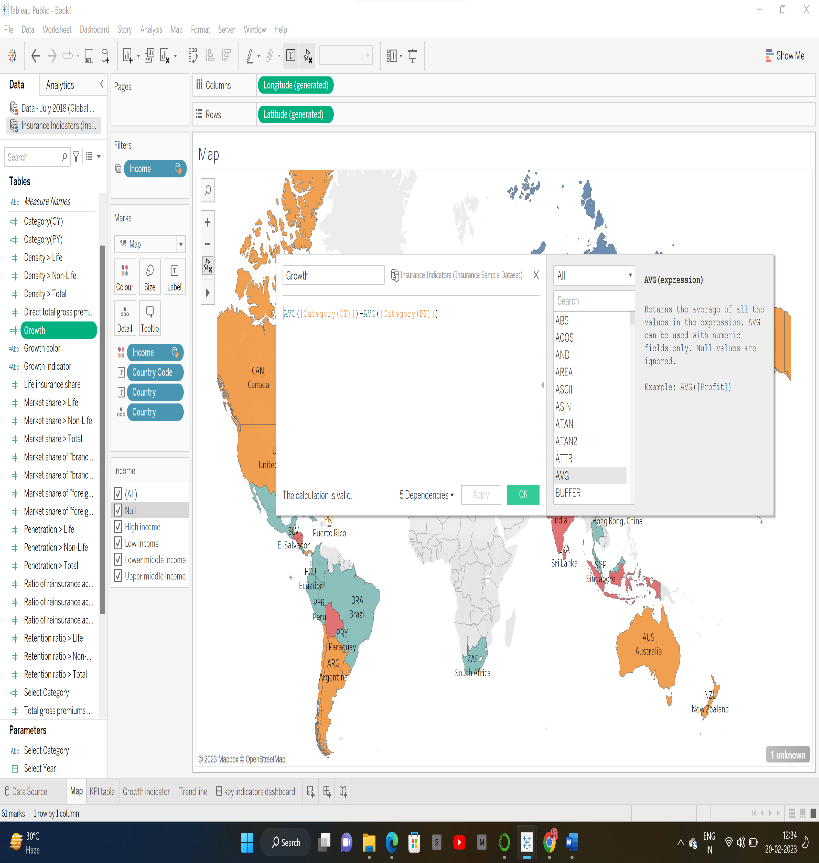 Tableau Public - Book1
File Data Worksheet Dashboard Story Analysis Map Format Server Window Help
Show Me
Data Analytics
Data - July 2018 (Global ...
Insurance Indicators (Ins...
Search
Tables
Abc Measure Names
Category(CY)
Category(PY)
Density > Life
Density > Non-Life
Density > Total
Direct total gross prem...
Growth
Growth color
Growth Indicator
Life insurance share
Market share > Life
Market share > Non-Life
Market share > Total
Market share of "branc...
Market share of "branc...
Market share of "foreig...
Market share of "foreig...
Penetration > Life
Penetration > Non-Life
Penetration > Total
Ratio of reinsurance ac...
Ratio of reinsurance ac...
Ratio of reinsurance ac...
Retention ratio > Life
Retention ratio > Non-...
Retention ratio > Total
Select Category
Total gross premiums ...
Parameters
Abc Select Category
Select Year
Pages
Filters
Income
Marks
Map
Colour Size Label
Detail Tooltip
Income
Country Code
Country
Country
Income
(All)
Null
High income
Low income
Lower middle income
Upper middle income
Columns Longitude (generated)
Rows Latitude (generated)
Map
CAN
Canada
Unitec
Puerto Rico
SLV
El Salvador
ECU
Ecuador
PER
Peru
BRA
Brasil
PRY
Paraguay
ARG
Argentina
ZAF
South Africa
India
Hong Kong, China
LKA
Sri Lanka
SGP
Singapore
AUS
Australia
NZL
New Zealand
© 2023 Mapbox © OpenStreetMap
1 unknown
Growth Insurance Indicators (Insurance Sample Dataset)
AVG([Category(CY)])-AVG([Category(PY)])
The calculation is valid. 5 Dependencies Apply OK
All
Search
ABS
ACOS
AND
AREA
ASCII
ASIN
ATAN
ATAN2
ATTR
AVG
BUFFER
AVG(expression)
Returns the average of all the
values in the expression. AVG
can be used with numeric
fields only. Null values are
ignored.
Example: AVG([Profit])
Data Source Map KPI table Growth indicator Trend line key indicators dashboard
51 marks 1 row by 1 column
30°C
Haze
Search
ENG
IN
12:34
20-02-2023